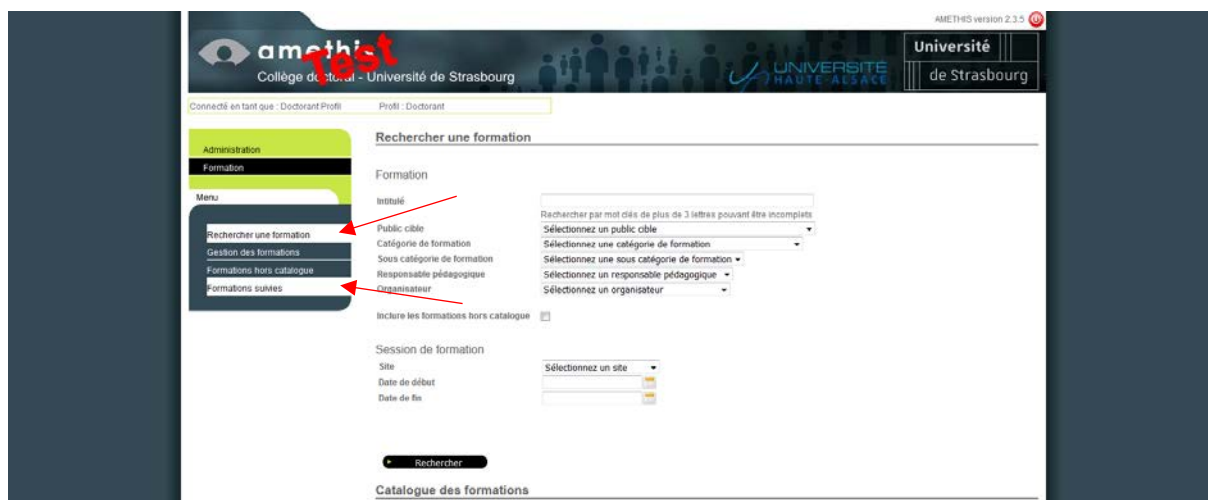 AMETHIS version 2.3.5
amethis
Test
Collège doctoral - Université de Strasbourg
UNIVERSITÉ
HAUTE-ALSACE
Université
de Strasbourg
Connecté en tant que : Doctorant Profil
Profil : Doctorant
Administration
Formation
Menu
Rechercher une formation
Gestion des formations
Formations hors catalogue
Formations suivies
Rechercher une formation
Formation
Intitulé
Rechercher par mot clés de plus de 3 lettres pouvant être incomplets
Public cible Sélectionnez un public cible
Catégorie de formation Sélectionnez une catégorie de formation
Sous catégorie de formation Sélectionnez une sous catégorie de formation
Responsable pédagogique Sélectionnez un responsable pédagogique
Organisateur Sélectionnez un organisateur
Inclure les formations hors catalogue
Session de formation
Site Sélectionnez un site
Date de début
Date de fin
Rechercher
Catalogue des formations